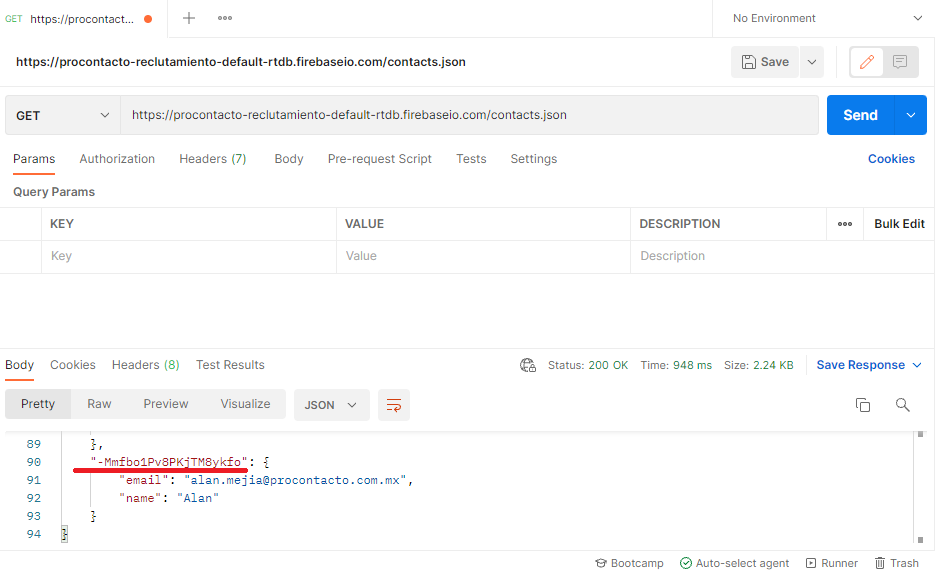 GET https://procontact...
No Environment
https://procontacto-reclutamiento-default-rtdb.firebaseio.com/contacts.json
Save
GET https://procontacto-reclutamiento-default-rtdb.firebaseio.com/contacts.json Send
Params Authorization Headers (7) Body Pre-request Script Tests Settings Cookies
Query Params
KEY VALUE DESCRIPTION Bulk Edit
Key Value Description
Body Cookies Headers (8) Test Results Status: 200 OK Time: 948 ms Size: 2.24 KB Save Response
Pretty Raw Preview Visualize JSON
89 },
90 "-Mmfbo1Pv8PKjTM8ykfo": {
91 "email": "alan.mejia@procontacto.com.mx",
92 "name": "Alan"
93 }
94 }
Bootcamp Auto-select agent Runner Trash